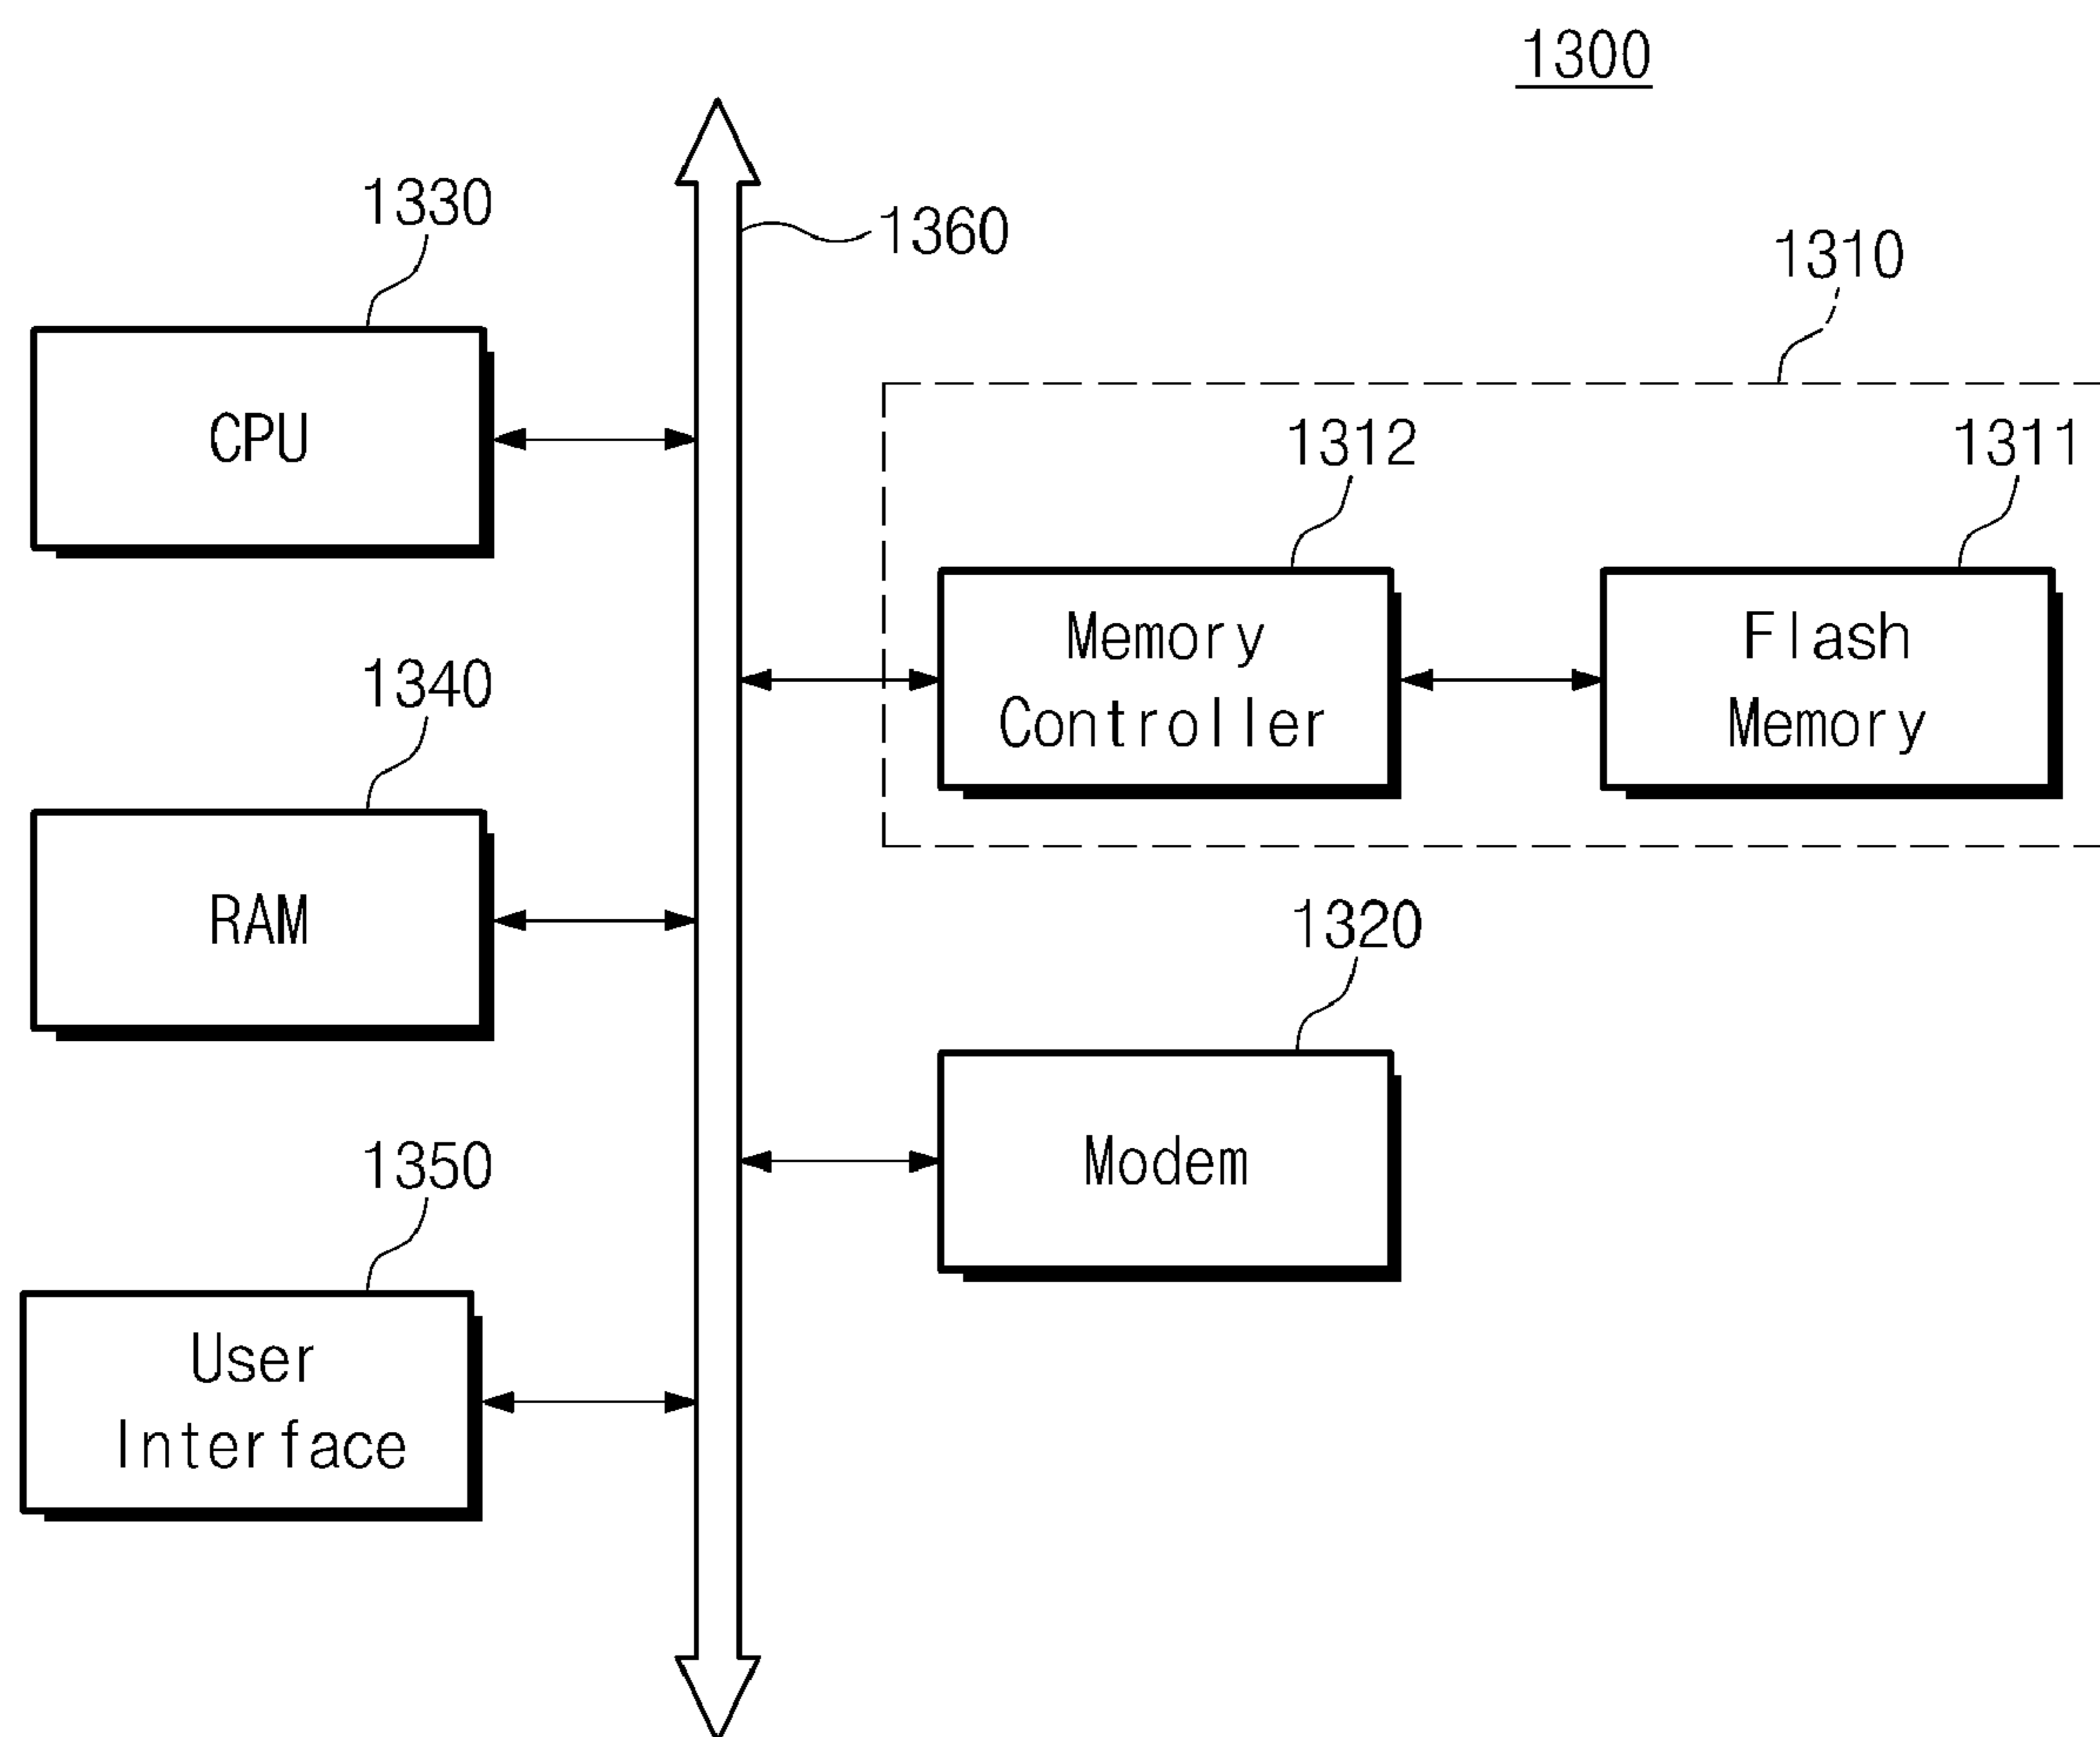 1300
1330
1360
1310
CPU
1312
1311
Memory
Controller
Flash
Memory
1340
RAM
1320
Modem
1350
User
Interface